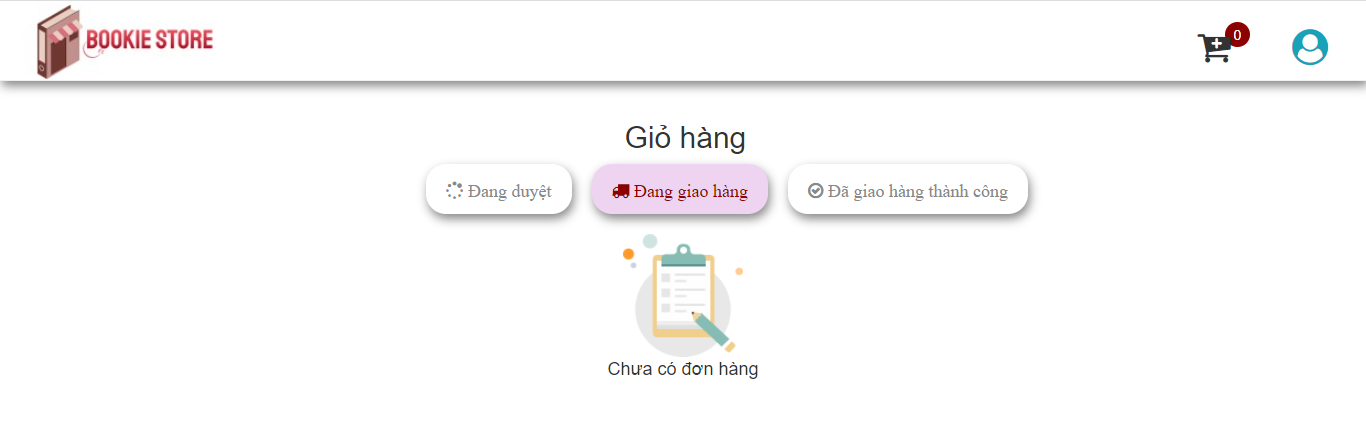 BOOKIE STORE
0
Giỏ hàng
Đang duyệt
Đang giao hàng
Đã giao hàng thành công
Chưa có đơn hàng